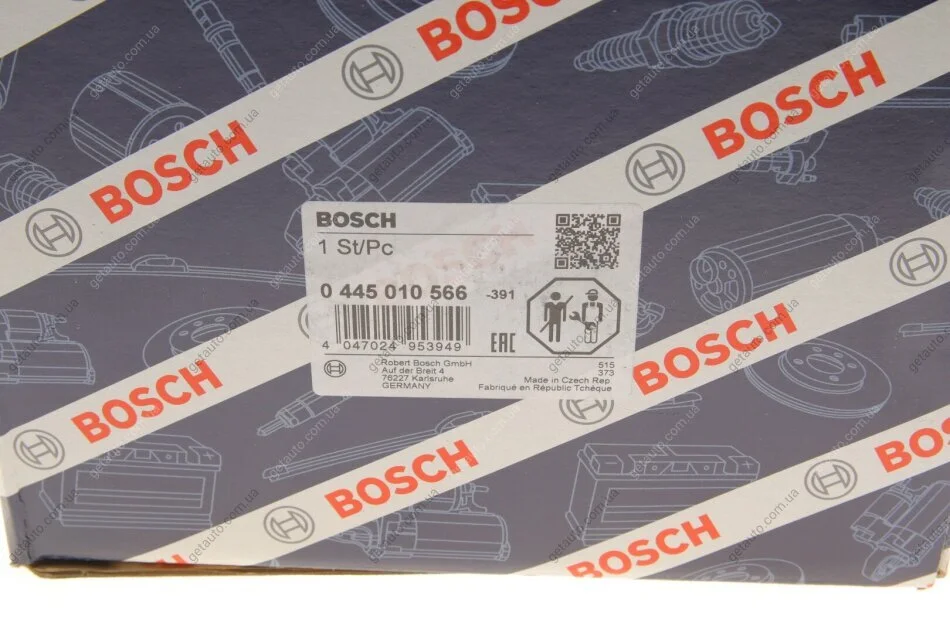 BOSCH
BOSCH
BOSCH
BOSCH
1 St/Pc
0 445 010 566 -391
4 047024 953949
EAC
Robert Bosch GmbH
Auf der Breit 4
76227 Karlsruhe
GERMANY
515
373
Made in Czech Rep.
Fabriqué en République Tchèque
BOSCH
BOSCH
BOSCH
BOSCH
BOSCH
getauto.com.ua